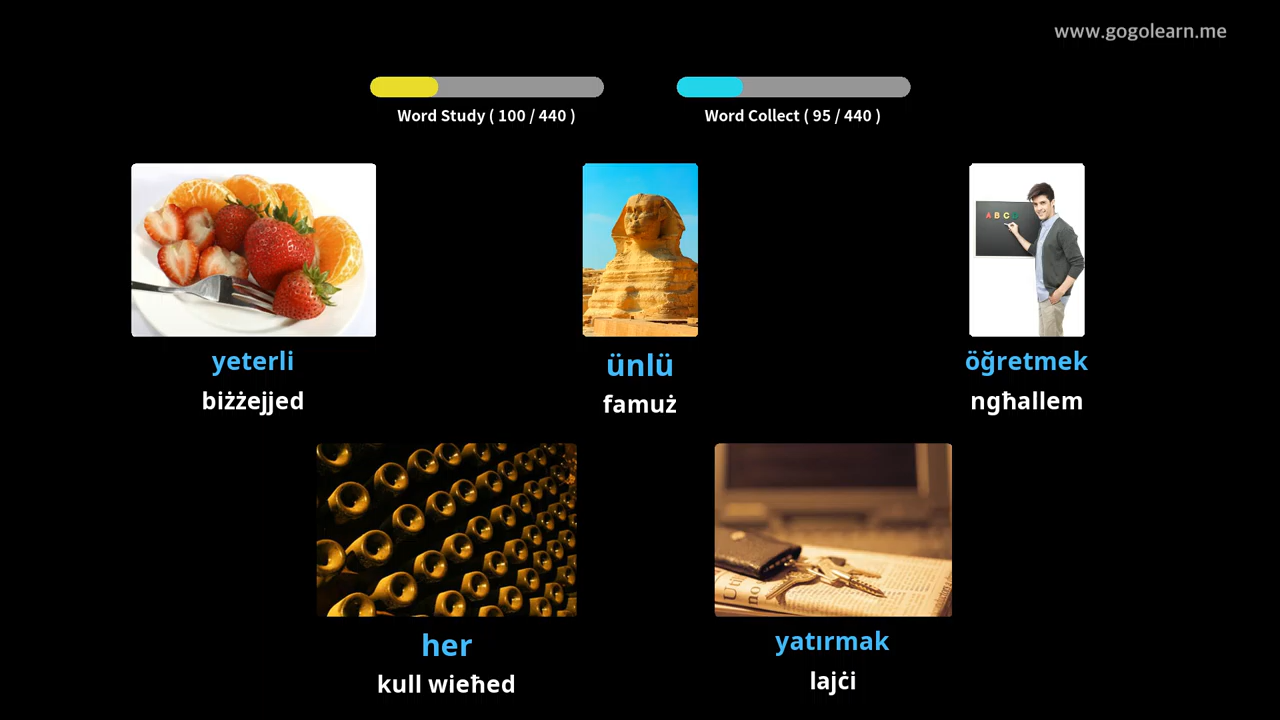 www.gogolearn.me
Word Study ( 100 / 440 )
Word Collect ( 95 / 440 )
A B C D
yeterli
biżżejjed
ünlü
famuż
öğretmek
ngħallem
her
kull wieħed
yatırmak
lajċi